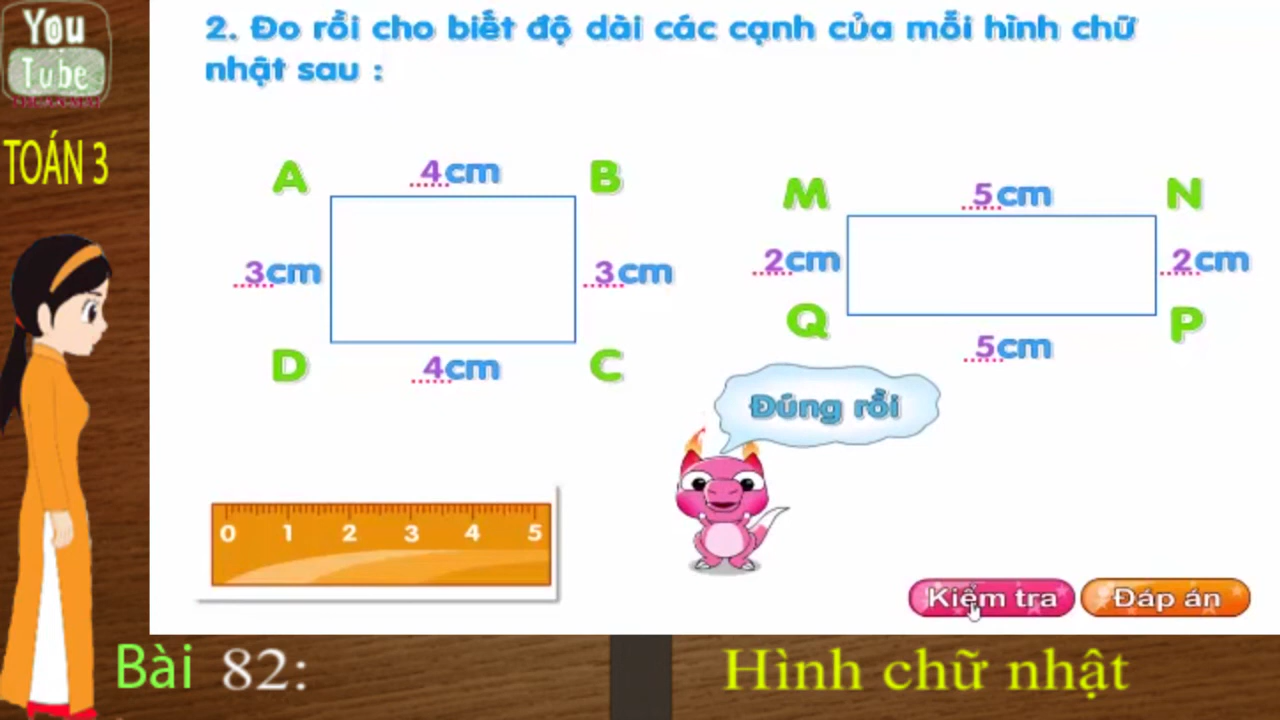 You
Tube
TOÁN 3
2. Đo rồi cho biết độ dài các cạnh của mỗi hình chữ
nhật sau :
A 4cm B
3cm 3cm
D 4cm C
M 5cm N
2cm 2cm
Q P
5cm
Đúng rồi
0 1 2 3 4 5
Kiểm tra Đáp án
Bài 82: Hình chữ nhật